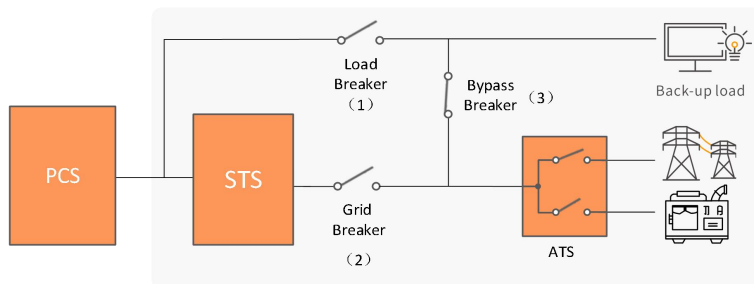 Load
Breaker
（1）
Bypass
Breaker （3）
Back-up load
PCS
STS
Grid
Breaker
（2）
ATS